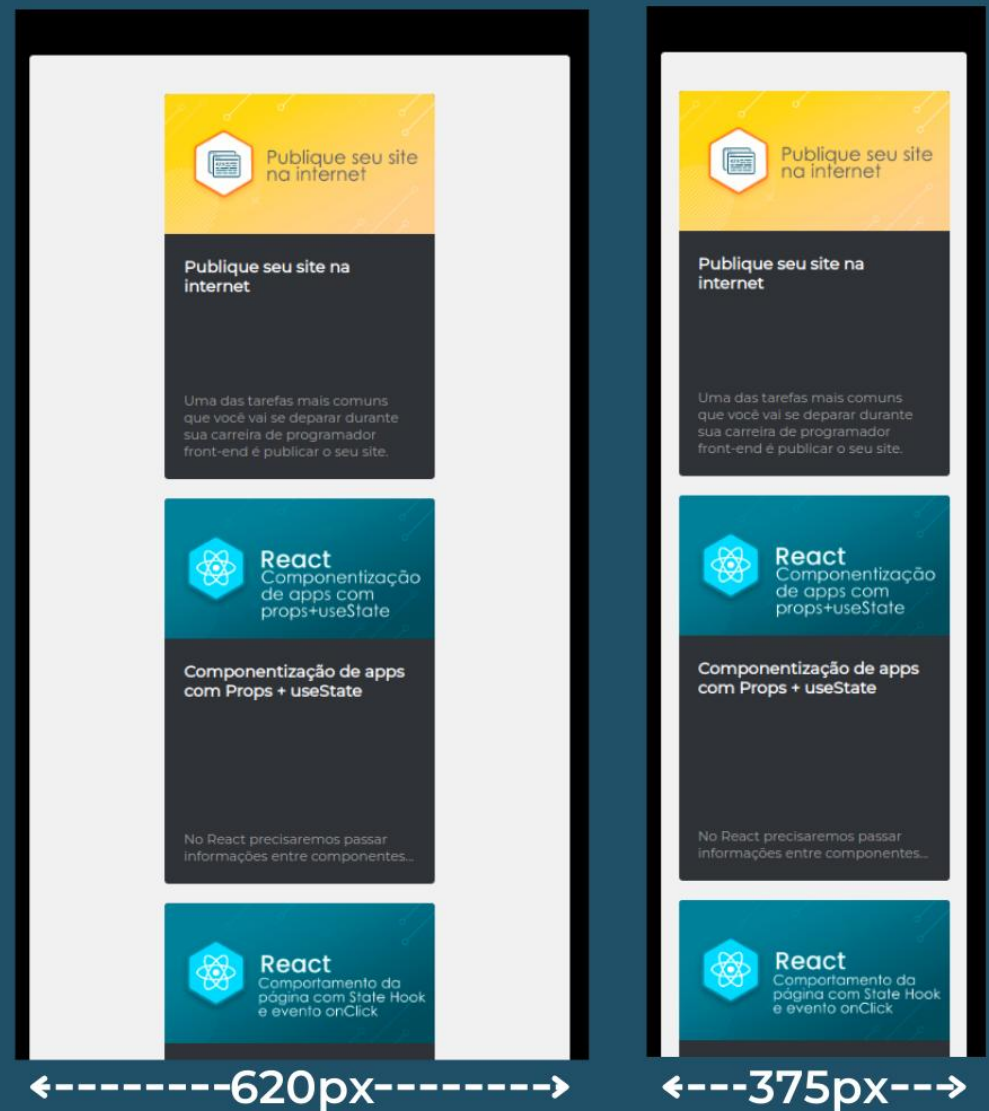 Publique seu site
na internet
Publique seu site na
internet
Uma das tarefas mais comuns
que você vai se deparar durante
sua carreira de programador
front-end é publicar o seu site.
React
Componentização
de apps com
props+useState
Componentização de apps
com Props + useState
No React precisaremos passar
informações entre componentes...
React
Comportamento da
página com State Hook
e evento onClick
<--------620px-------->
Publique seu site
na internet
Publique seu site na
internet
Uma das tarefas mais comuns
que você vai se deparar durante
sua carreira de programador
front-end é publicar o seu site.
React
Componentização
de apps com
props+useState
Componentização de apps
com Props + useState
No React precisaremos passar
informações entre componentes...
React
Comportamento da
página com State Hook
e evento onClick
<---375px--->